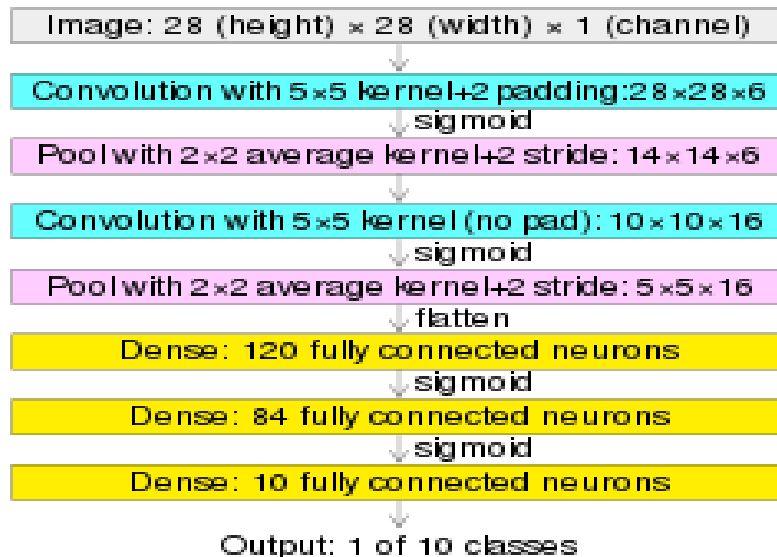 Image: 28 (height) × 28 (width) × 1 (channel)
Convolution with 5×5 kernel+2 padding:28×28×6
sigmoid
Pool with 2×2 average kernel+2 stride: 14×14×6
Convolution with 5×5 kernel (no pad): 10×10×16
sigmoid
Pool with 2×2 average kernel+2 stride: 5×5×16
flatten
Dense: 120 fully connected neurons
sigmoid
Dense: 84 fully connected neurons
sigmoid
Dense: 10 fully connected neurons
Output: 1 of 10 classes